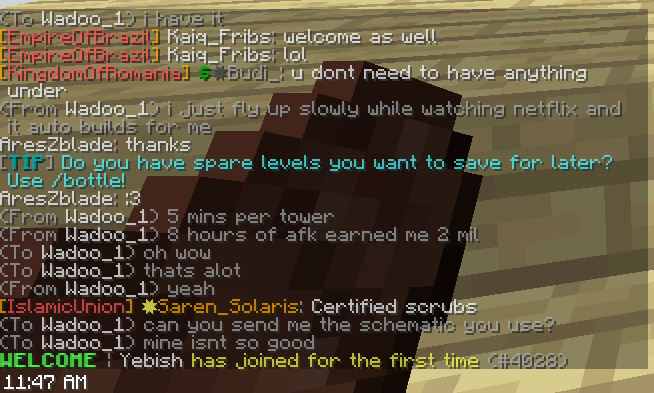 (To Wadoo_1) i have it
[EmpireOfBrazil] Kaiq_Fribs: welcome as well
[EmpireOfBrazil] Kaiq_Fribs: lol
[KingdomOfRomania] $✷Budi_: u dont need to have anything
under
(From Wadoo_1) i just fly up slowly while watching netflix and
it auto builds for me
AresZblade: thanks
[TIP] Do you have spare levels you want to save for later?
Use /bottle!
AresZblade: :3
(From Wadoo_1) 5 mins per tower
(From Wadoo_1) 8 hours of afk earned me 2 mil
(To Wadoo_1) oh wow
(To Wadoo_1) thats alot
(From Wadoo_1) yeah
[IslamicUnion] ✷Saren_Solaris: Certified scrubs
(To Wadoo_1) can you send me the schematic you use?
(To Wadoo_1) mine isnt so good
WELCOME ¦ Yebish has joined for the first time (#4028)
11:47 AM